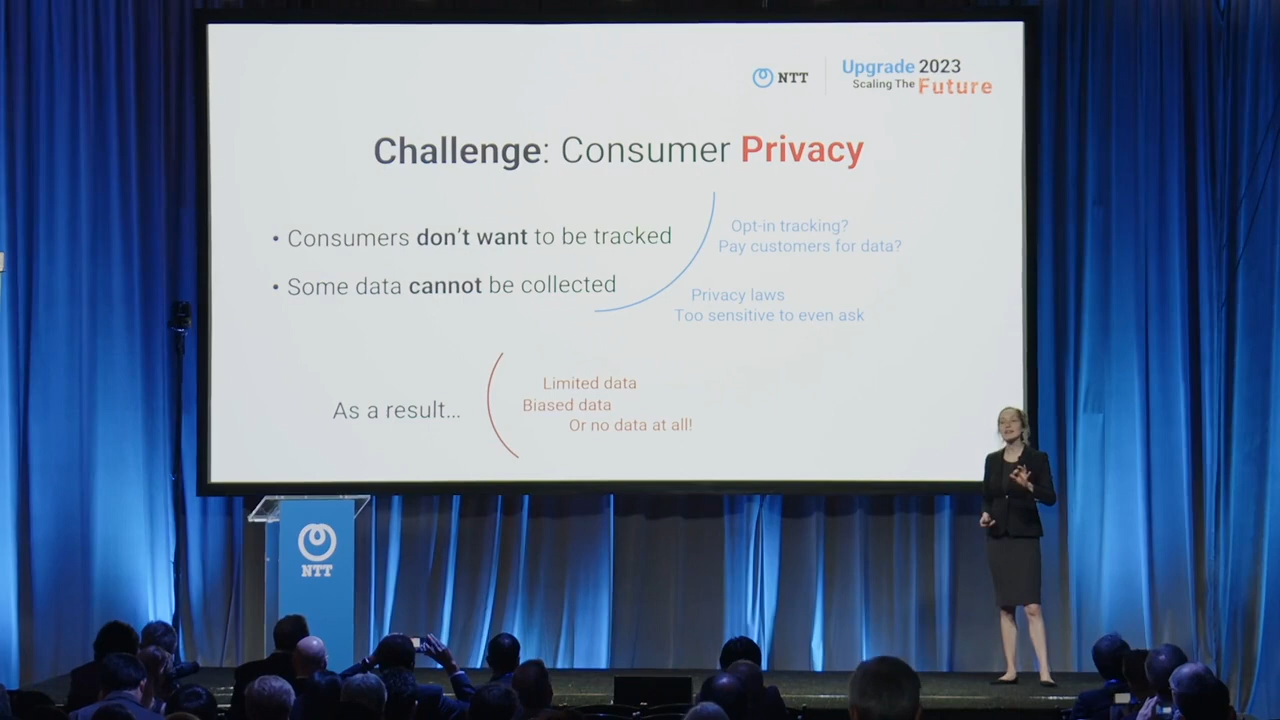 NTT
Upgrade 2023
Scaling The Future
Challenge: Consumer Privacy
• Consumers don't want to be tracked
• Some data cannot be collected
Opt-in tracking?
Pay customers for data?
Privacy laws
Too sensitive to even ask
As a result...
Limited data
Biased data
Or no data at all!
NTT